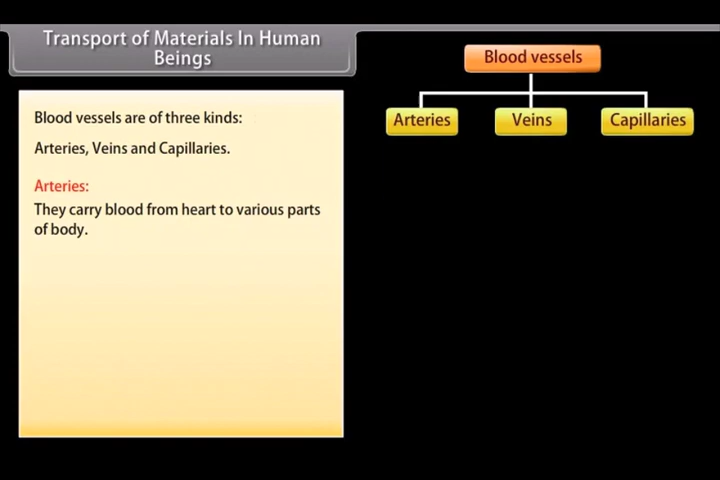 Transport of Materials In Human
Beings
Blood vessels are of three kinds:
Arteries, Veins and Capillaries.
Arteries:
They carry blood from heart to various parts
of body.
Blood vessels
Arteries
Veins
Capillaries